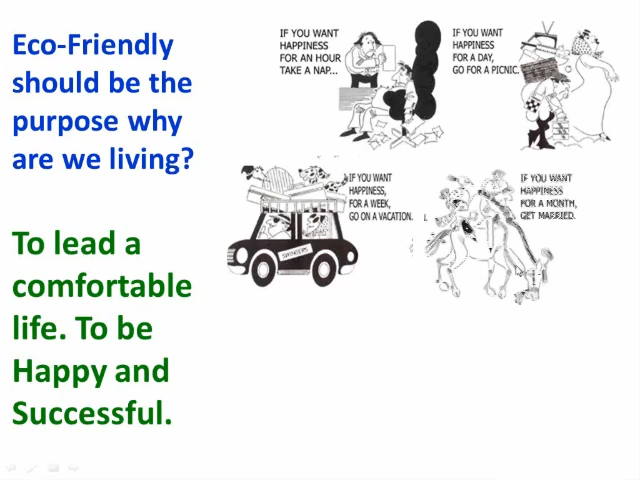 Eco-Friendly
should be the
purpose why
are we living?
To lead a
comfortable
life. To be
Happy and
Successful.
IF YOU WANT
HAPPINESS
FOR AN HOUR
TAKE A NAP...
IF YOU WANT
HAPPINESS
FOR A DAY,
GO FOR A PICNIC.
IF YOU WANT
HAPPINESS,
FOR A WEEK,
GO ON A VACATION.
IF YOU WANT
HAPPINESS
FOR A MONTH,
GET MARRIED.